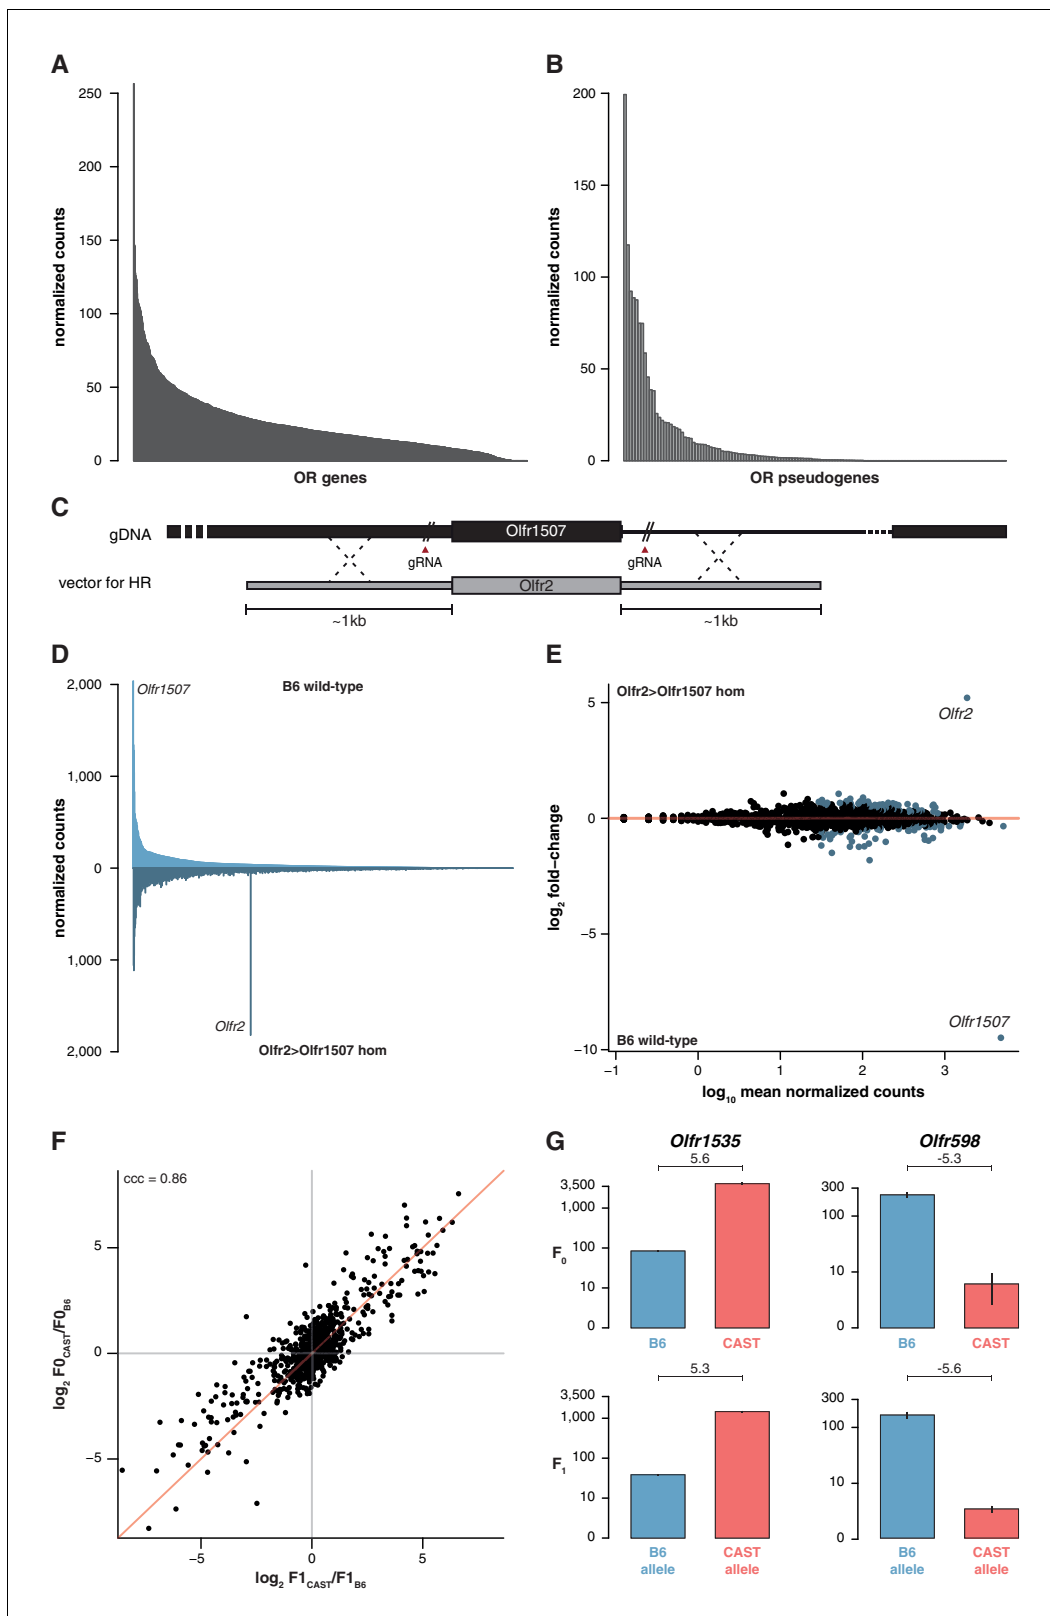 A
250
200
150
100
50
0
normalized counts
OR genes
B
200
150
100
50
0
normalized counts
OR pseudogenes
C
gDNA
Olfr1507
gRNA
gRNA
vector for HR
Olfr2
~1kb
~1kb
D
2,000
1,000
0
1,000
2,000
normalized counts
Olfr1507
B6 wild-type
Olfr2
Olfr2>Olfr1507 hom
E
Olfr2>Olfr1507 hom
5
0
−5
−10
log2 fold−change
Olfr2
Olfr1507
B6 wild-type
−1
0
1
2
3
log10 mean normalized counts
F
ccc = 0.86
5
0
−5
log2 F0CAST/F0B6
−5
0
5
log2 F1CAST/F1B6
G
Olfr1535
5.6
3,500
1,000
100
10
0
F0
B6
CAST
Olfr598
-5.3
300
100
10
0
B6
CAST
5.3
3,500
1,000
100
10
0
F1
B6 allele
CAST allele
-5.6
300
100
10
0
B6 allele
CAST allele